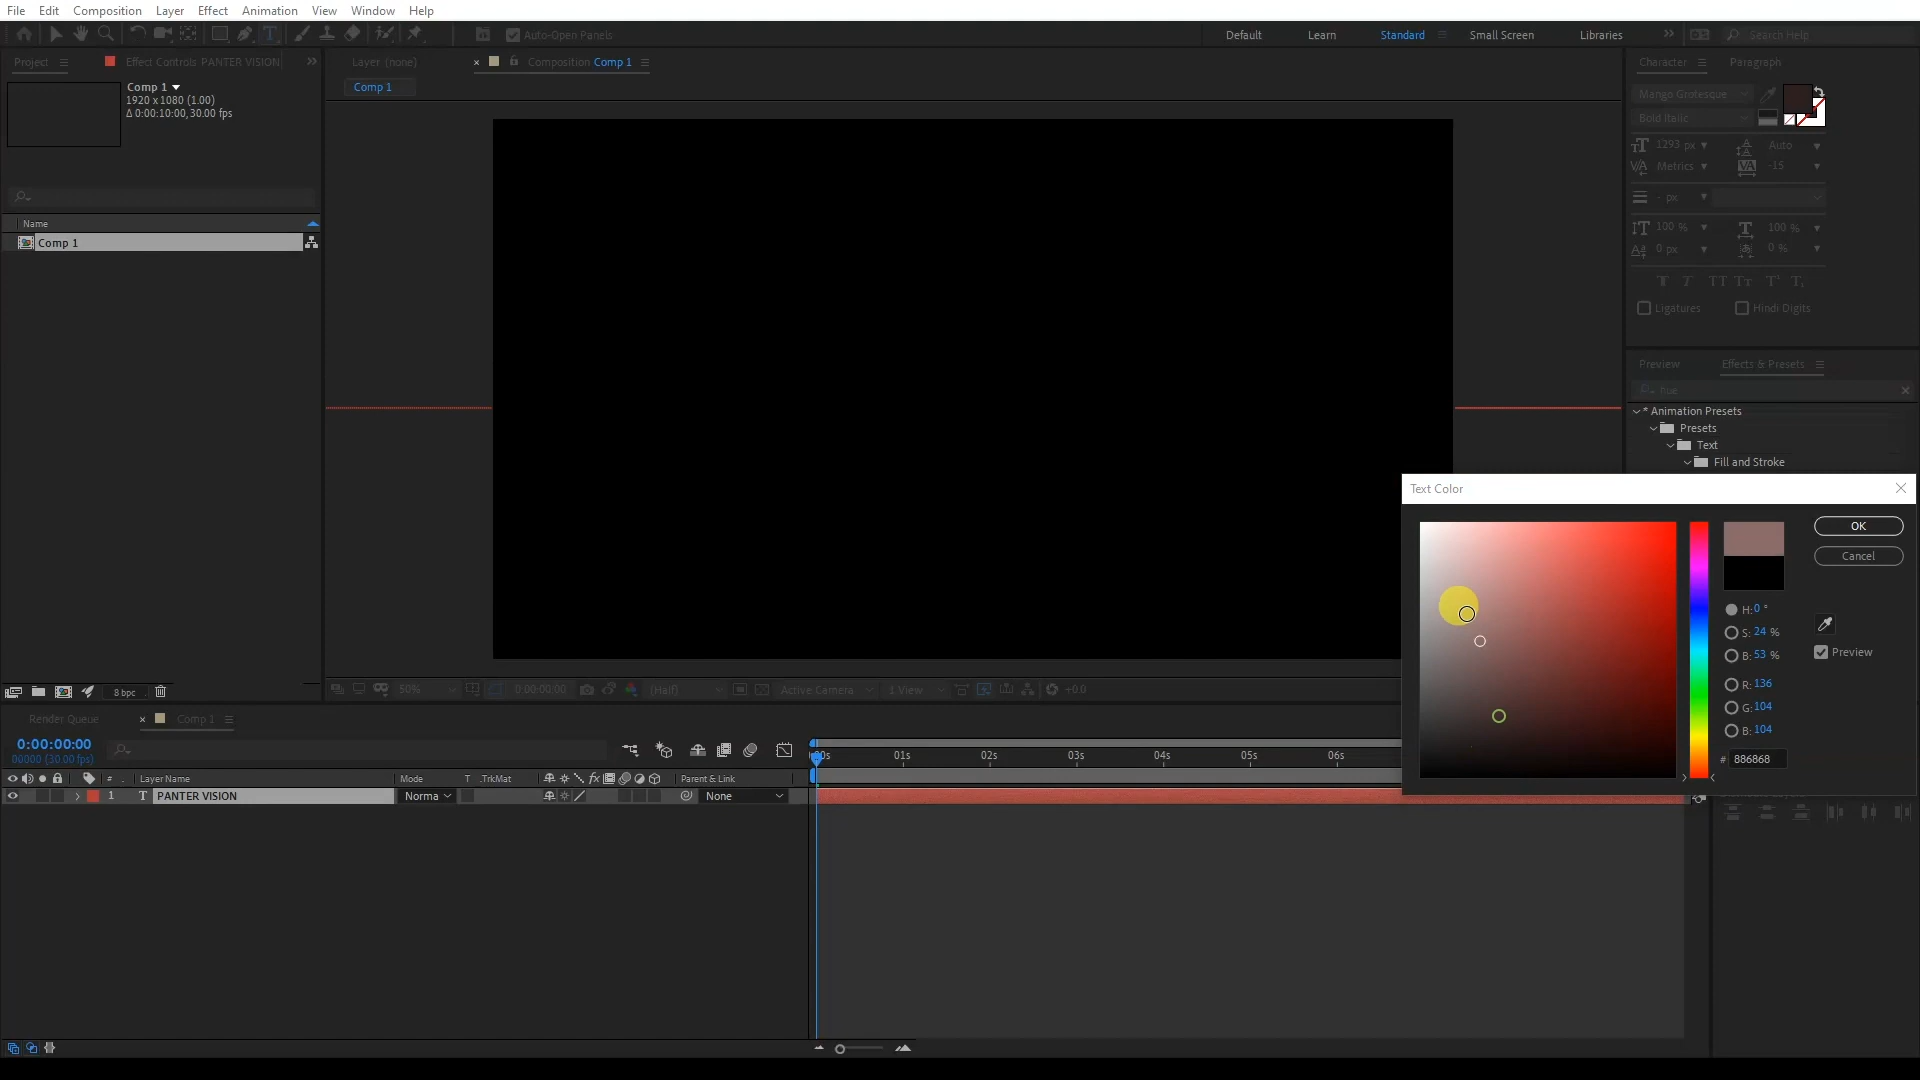 File Edit Composition Layer Effect Animation View Window Help
Auto-Open Panels
Default Learn Standard Small Screen Libraries Search Help
Project
Effect Controls PANTER VISION
Layer (none)
Composition Comp 1
Comp 1
Comp 1
1920 x 1080 (1.00)
Δ 0:00:10:00, 30.00 fps
Name
Comp 1
8 bpc
50%
0:00:00:00
(Half)
Active Camera
1 View
+0.0
Character Paragraph
Mango Grotesque
Bold Italic
1293 px Auto
Metrics -15
- px
100 % 100 %
0 px 0 %
Ligatures Hindi Digits
Preview Effects & Presets
* Animation Presets
Presets
Text
Fill and Stroke
Text Color
OK
Cancel
H: 0 °
S: 24 %
B: 53 %
Preview
R: 136
G: 104
B: 104
# 886868
Render Queue
Comp 1
0:00:00:00
00000 (30.00 fps)
# Layer Name Mode T .TrkMat Parent & Link
1 T PANTER VISION Norma None
00s 01s 02s 03s 04s 05s 06s